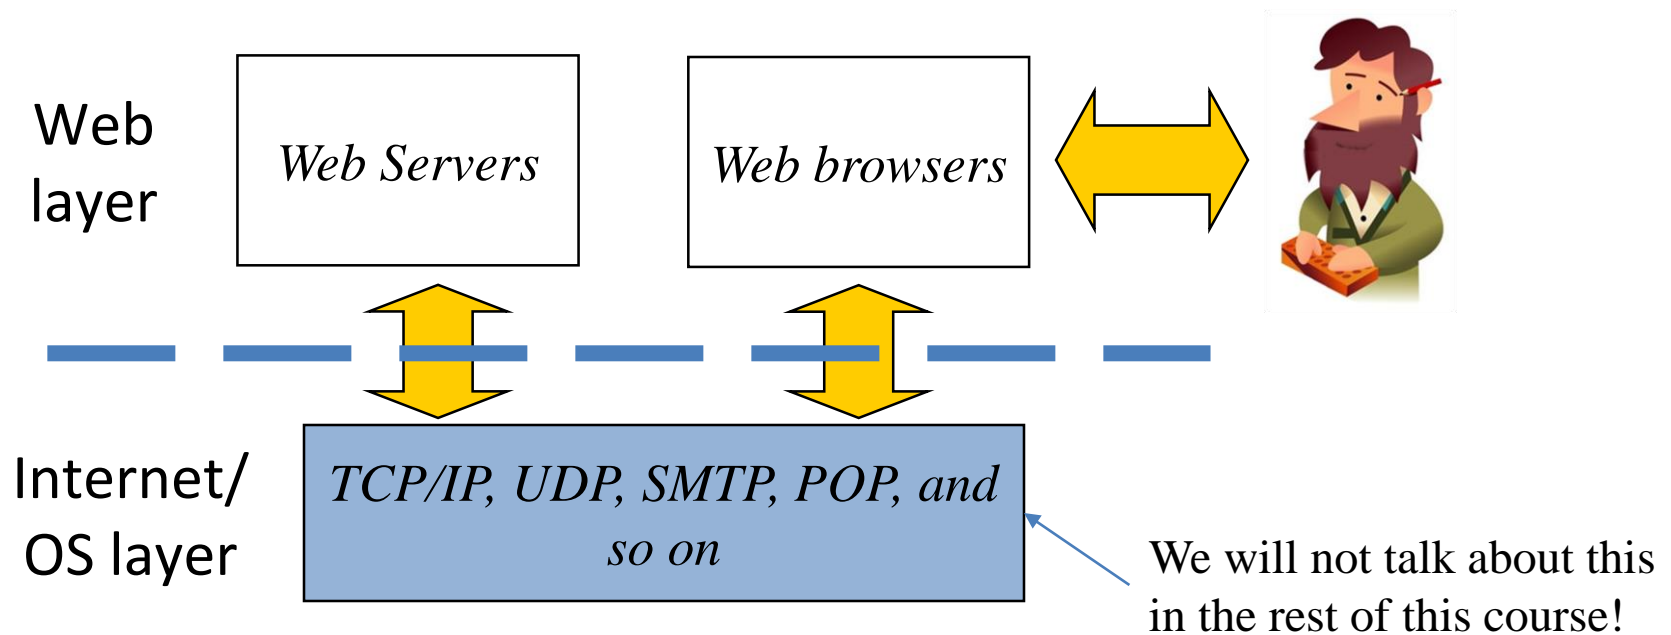 Web
layer
Web Servers
Web browsers
Internet/
OS layer
TCP/IP, UDP, SMTP, POP, and
so on
We will not talk about this
in the rest of this course!